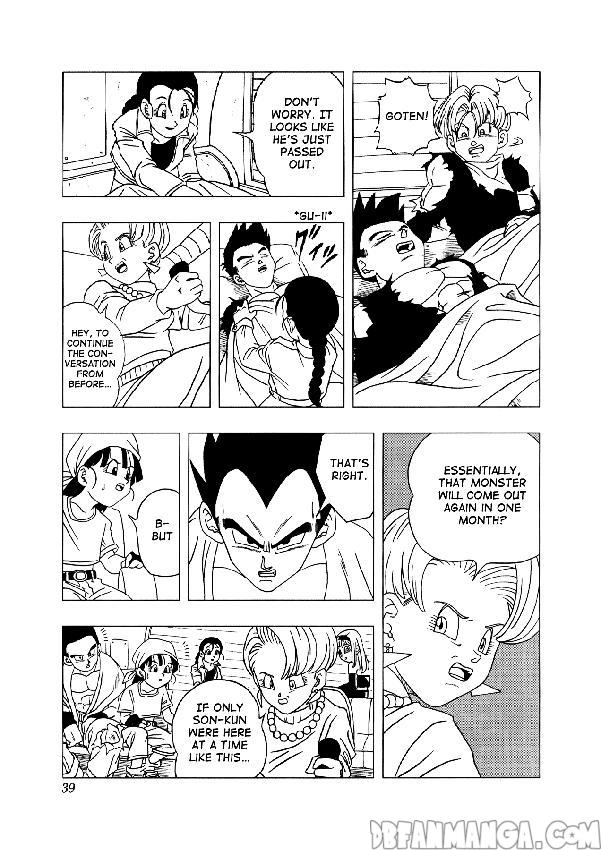 GOTEN!
DON'T
WORRY. IT
LOOKS LIKE
HE'S JUST
PASSED
OUT.
*GU-II*
HEY, TO
CONTINUE
THE CON-
VERSATION
FROM
BEFORE...
ESSENTIALLY,
THAT MONSTER
WILL COME OUT
AGAIN IN ONE
MONTH?
THAT'S
RIGHT.
B-
BUT
IF ONLY
SON-KUN
WERE HERE
AT A TIME
LIKE THIS...
39
DBFANMANGA.COM